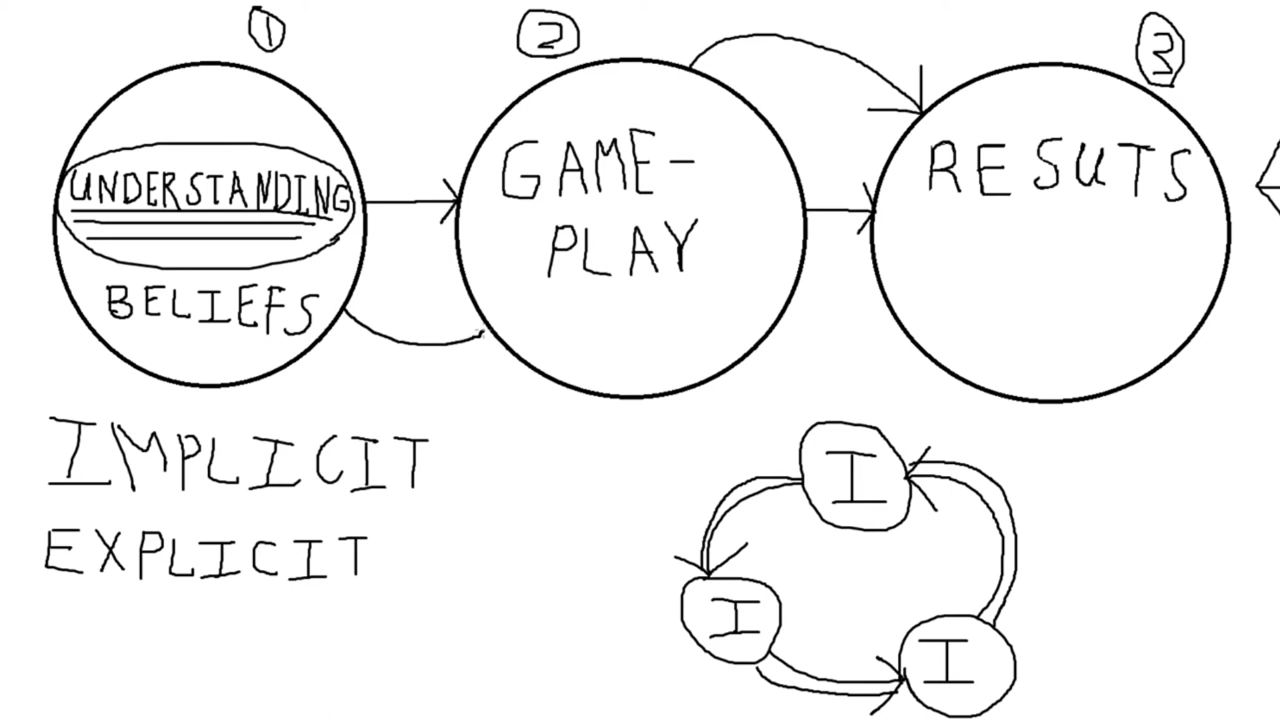 1
2
3
UNDERSTANDING
BELIEFS
GAME-
PLAY
RESUTS
IMPLICIT
EXPLICIT
I
I
I